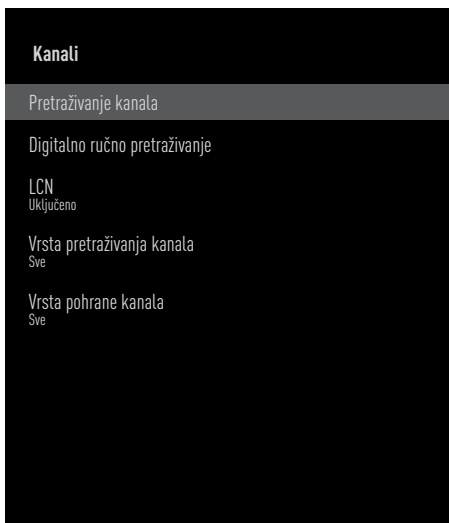 Kanali
Pretraživanje kanala
Digitalno ručno pretraživanje
LCN
Uključeno
Vrsta pretraživanja kanala
Sve
Vrsta pohrane kanala
Sve